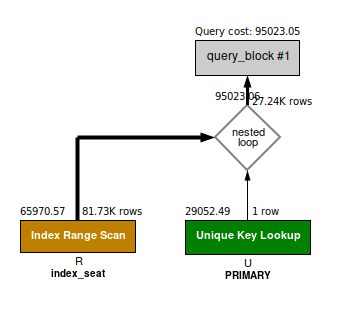 Query cost: 95023.05
query_block #1
95023.06
27.24K rows
nested
loop
65970.57
81.73K rows
29052.49
1 row
Index Range Scan
Unique Key Lookup
R
index_seat
U
PRIMARY